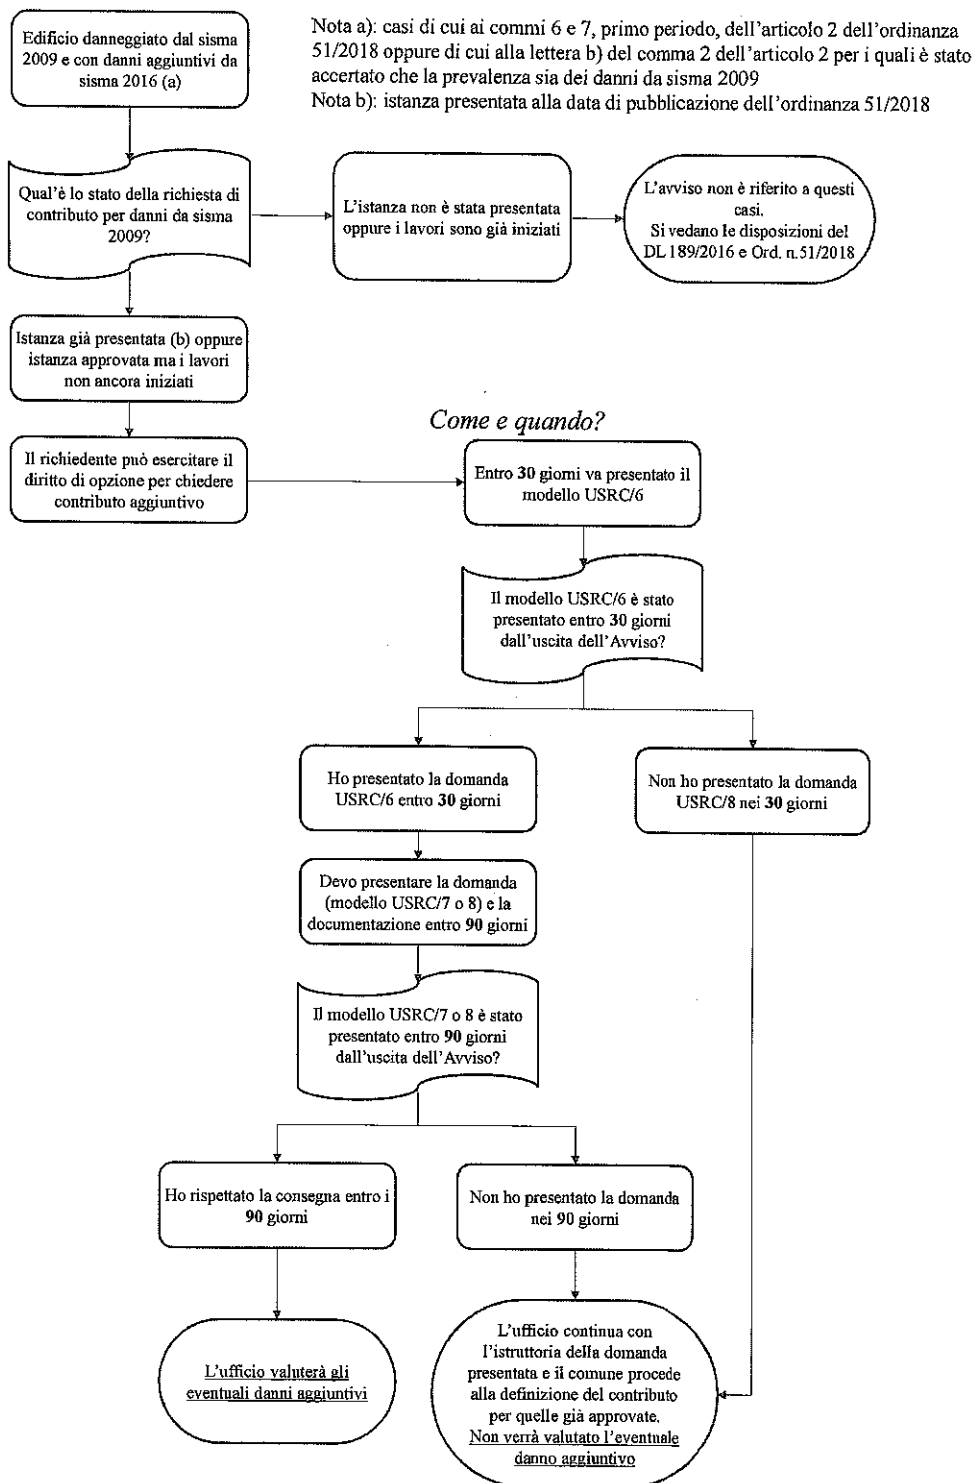 Edificio danneggiato dal sisma
2009 e con danni aggiuntivi da
sisma 2016 (a)
Nota a): casi di cui ai commi 6 e 7, primo periodo, dell'articolo 2 dell'ordinanza
51/2018 oppure di cui alla lettera b) del comma 2 dell'articolo 2 per i quali è stato
accertato che la prevalenza sia dei danni da sisma 2009
Nota b): istanza presentata alla data di pubblicazione dell'ordinanza 51/2018
Qual'è lo stato della richiesta di
contributo per danni da sisma
2009?
L'istanza non è stata presentata
oppure i lavori sono già iniziati
L'avviso non è riferito a questi
casi.
Si vedano le disposizioni del
DL 189/2016 e Ord. n.51/2018
Istanza già presentata (b) oppure
istanza approvata ma i lavori
non ancora iniziati
Il richiedente può esercitare il
diritto di opzione per chiedere
contributo aggiuntivo
Come e quando?
Entro 30 giorni va presentato il
modello USRC/6
Il modello USRC/6 è stato
presentato entro 30 giorni
dall'uscita dell'Avviso?
Ho presentato la domanda
USRC/6 entro 30 giorni
Non ho presentato la domanda
USRC/8 nei 30 giorni
Devo presentare la domanda
(modello USRC/7 o 8) e la
documentazione entro 90 giorni
Il modello USRC/7 o 8 è stato
presentato entro 90 giorni
dall'uscita dell'Avviso?
Ho rispettato la consegna entro i
90 giorni
Non ho presentato la domanda
nei 90 giorni
L'ufficio valuterà gli
eventuali danni aggiuntivi
L'ufficio continua con
l'istruttoria della domanda
presentata e il comune procede
alla definizione del contributo
per quelle già approvate.
Non verrà valutato l'eventuale
danno aggiuntivo